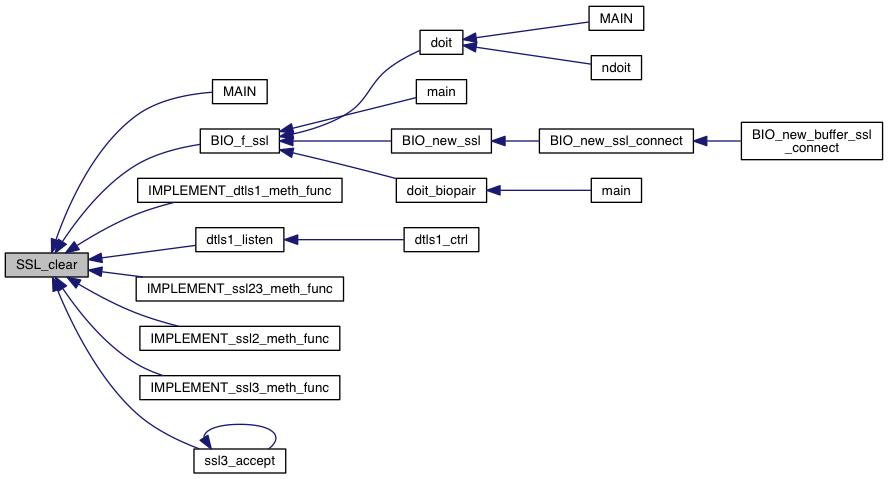 MAIN
doit
ndoit
MAIN
main
BIO_f_ssl
BIO_new_ssl
BIO_new_ssl_connect
BIO_new_buffer_ssl
_connect
IMPLEMENT_dtls1_meth_func
doit_biopair
main
dtls1_listen
dtls1_ctrl
SSL_clear
IMPLEMENT_ssl23_meth_func
IMPLEMENT_ssl2_meth_func
IMPLEMENT_ssl3_meth_func
ssl3_accept